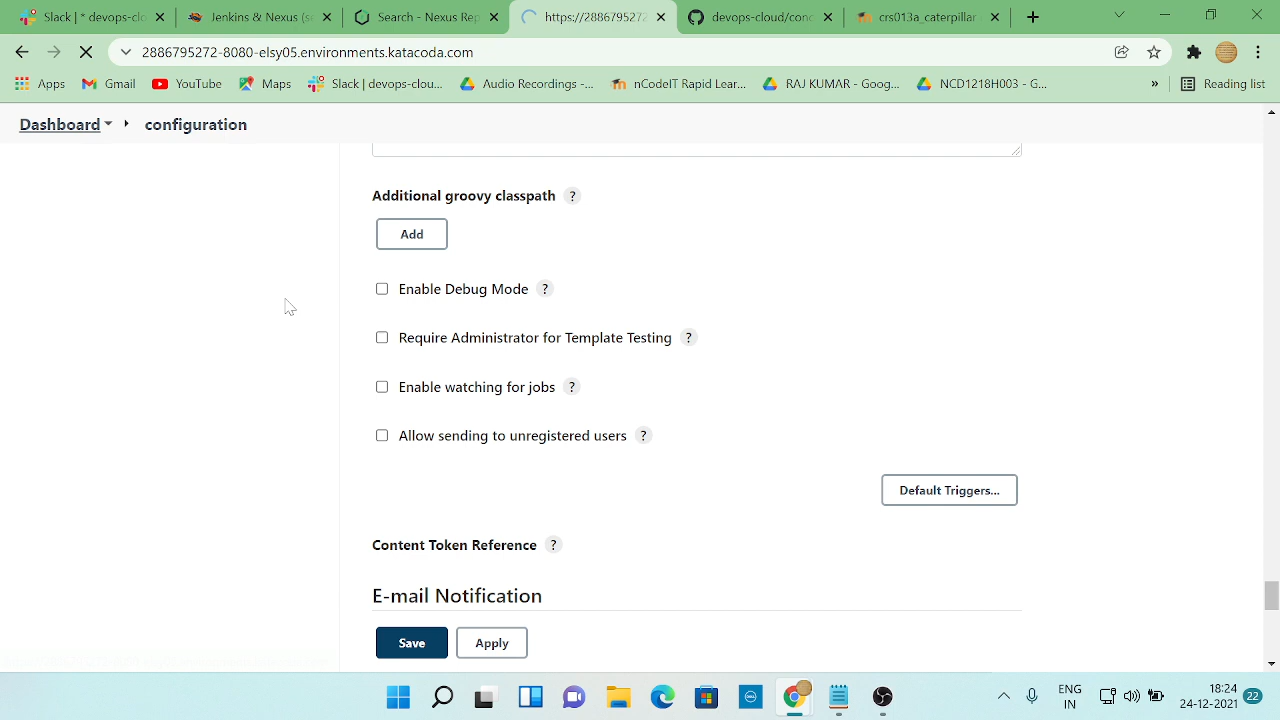 Slack | * devops-clo
Jenkins & Nexus (so
Search - Nexus Rep
https://2886795272
devops-cloud/conc
crs013a_caterpillar
2886795272-8080-elsy05.environments.katacoda.com
Apps
Gmail
YouTube
Maps
Slack | devops-clou...
Audio Recordings -...
nCodeIT Rapid Lear...
RAJ KUMAR - Goog...
NCD1218H003 - G...
»
Reading list
Dashboard
configuration
Additional groovy classpath ?
Add
Enable Debug Mode ?
Require Administrator for Template Testing ?
Enable watching for jobs ?
Allow sending to unregistered users ?
Default Triggers...
Content Token Reference ?
E-mail Notification
Save
Apply
ENG
IN
18:24
24-12-2021
22